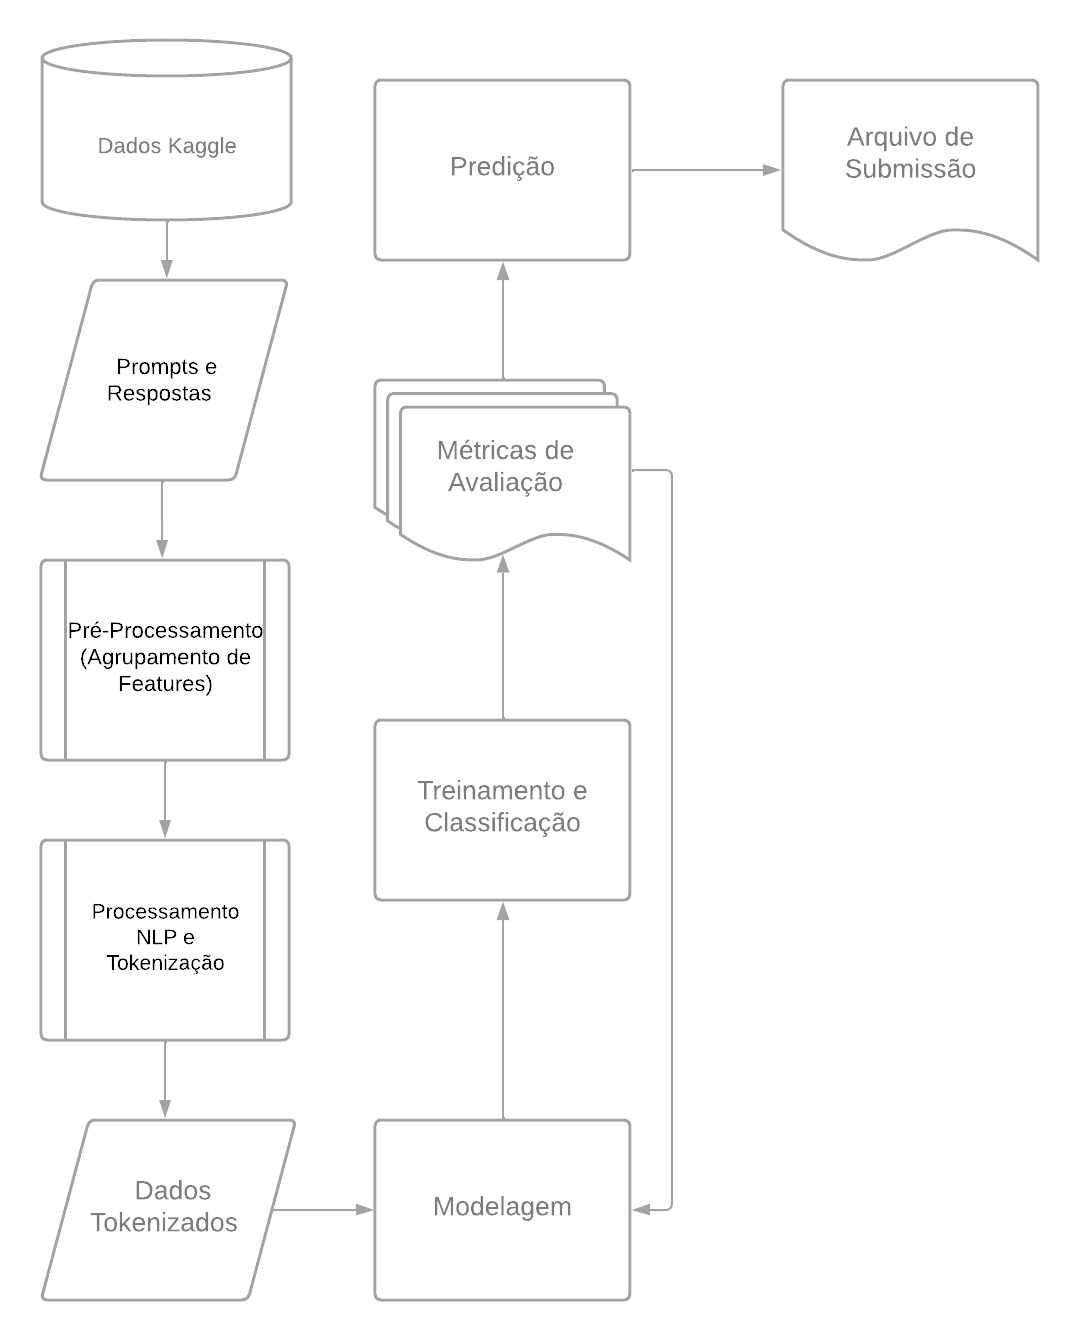 Dados Kaggle
Prompts e
Respostas
Pré-Processamento
(Agrupamento de
Features)
Processamento
NLP e
Tokenização
Dados
Tokenizados
Modelagem
Treinamento e
Classificação
Métricas de
Avaliação
Predição
Arquivo de
Submissão